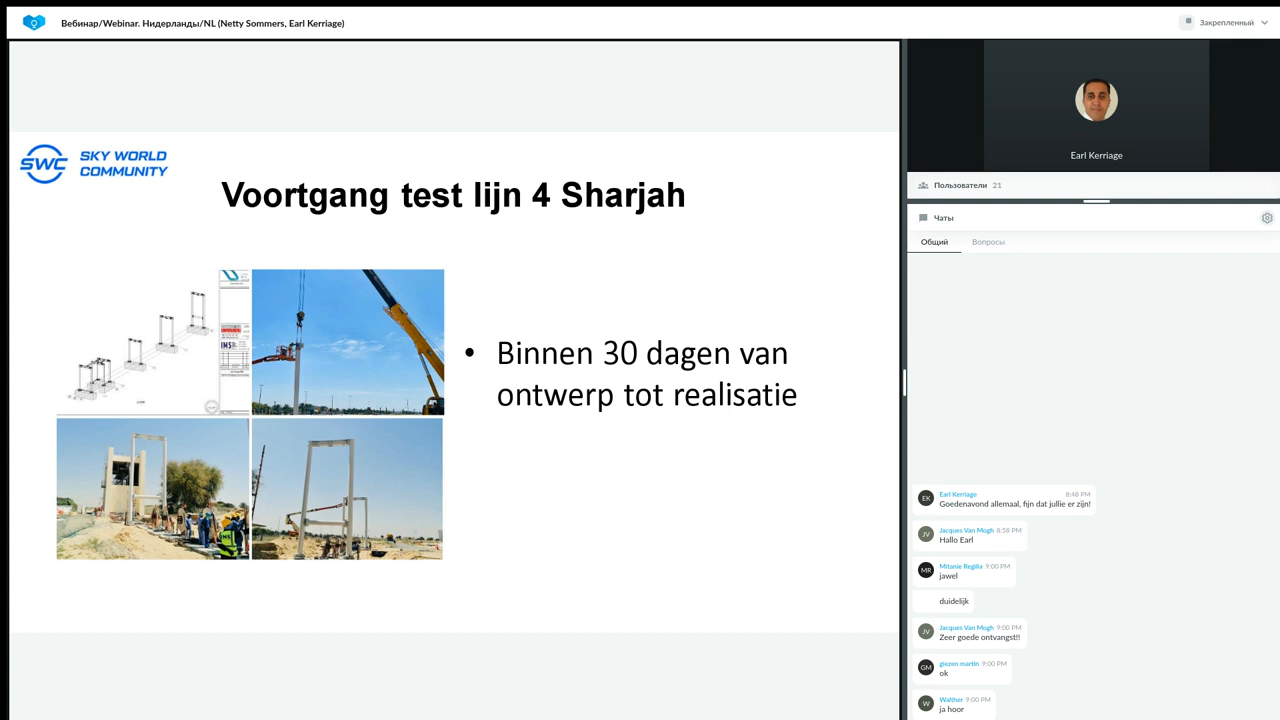 Вебинар/Webinar. Нидерланды/NL (Netty Sommers, Earl Kerriage)
Закрепленный
SWC
SKY WORLD
COMMUNITY
Voortgang test lijn 4 Sharjah
• Binnen 30 dagen van
ontwerp tot realisatie
IMS
Earl Kerriage
Пользователи 21
Чаты
Общий
Вопросы
EK
Earl Kerriage 8:48 PM
Goedenavond allemaal, fijn dat jullie er zijn!
JV
Jacques Van Mogh 8:58 PM
Hallo Earl
MR
Mitanie Regilia 9:00 PM
jawel
duidelijk
JV
Jacques Van Mogh 9:00 PM
Zeer goede ontvangst!!
GM
giezen martin 9:00 PM
ok
W
Walther 9:00 PM
ja hoor